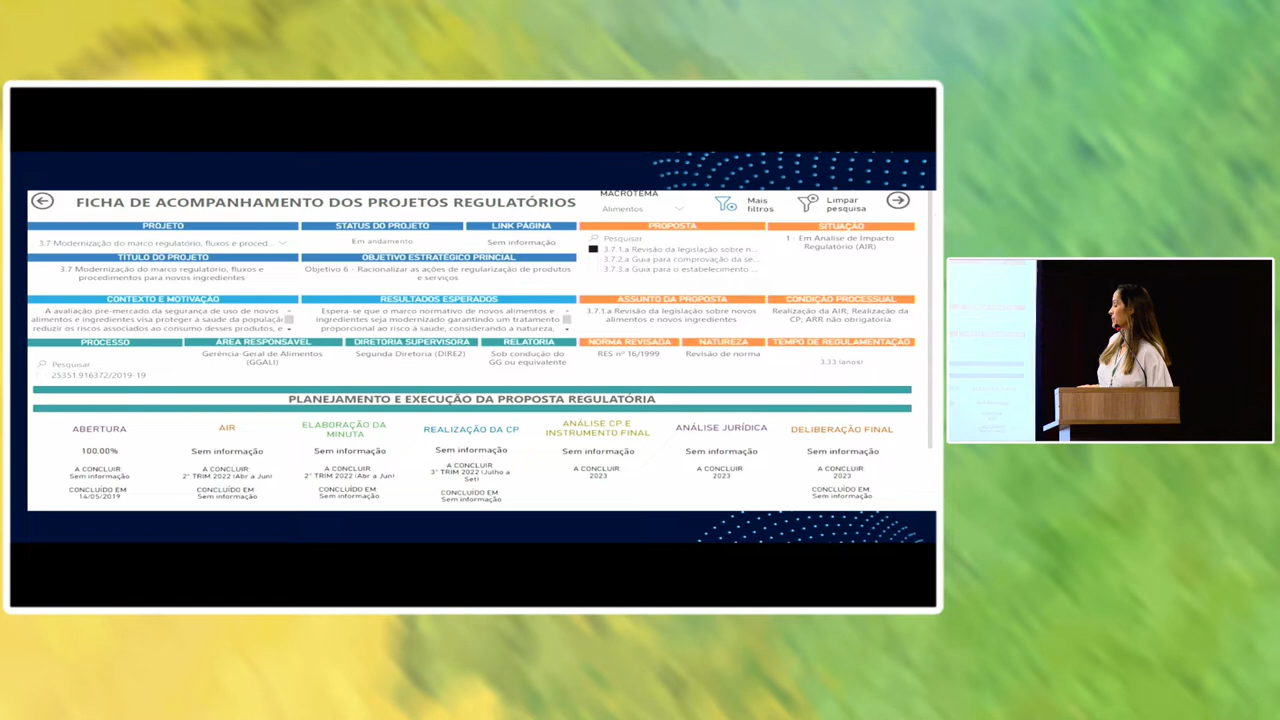 MACROTEMA
FICHA DE ACOMPANHAMENTO DOS PROJETOS REGULATÓRIOS
Alimentos
Mais filtros
Limpar pesquisa
PROJETO
STATUS DO PROJETO
LINK PÁGINA
PROPOSTA
SITUAÇÃO
3.7 Modernização do marco regulatório, fluxos e proced...
Em andamento
Sem informação
Pesquisar
3.7.1.a Revisão da legislação sobre n...
3.7.2.a Guia para comprovação da se...
3.7.3.a Guia para o estabelecimento ...
1 - Em Análise de Impacto
Regulatório (AIR)
TÍTULO DO PROJETO
OBJETIVO ESTRATÉGICO PRINCIAL
3.7 Modernização do marco regulatório, fluxos e
procedimentos para novos ingredientes
Objetivo 6 - Racionalizar as ações de regularização de produtos
e serviços
CONTEXTO E MOTIVAÇÃO
RESULTADOS ESPERADOS
ASSUNTO DA PROPOSTA
CONDIÇÃO PROCESSUAL
A avaliação pré-mercado da segurança de uso de novos
alimentos e ingredientes visa proteger a saúde da populaçã
reduzir os riscos associados ao consumo desses produtos, e
Espera-se que o marco normativo de novos alimentos e
ingredientes seja modernizado garantindo um tratamento
proporcional ao risco à saúde, considerando a natureza,
3.7.1.a Revisão da legislação sobre novos
alimentos e novos ingredientes
Realização da AIR; Realização da
CP; ARR não obrigatória
PROCESSO
ÁREA RESPONSÁVEL
DIRETORIA SUPERVISORA
RELATORIA
NORMA REVISADA
NATUREZA
TEMPO DE REGULAMENTAÇÃO
Pesquisar
25351.916372/2019-19
Gerência-Geral de Alimentos
(GGALI)
Segunda Diretoria (DIRE2)
Sob condução do
GG ou equivalente
RES nº 16/1999
Revisão de norma
3,33 (anos)
PLANEJAMENTO E EXECUÇÃO DA PROPOSTA REGULATÓRIA
ABERTURA
100,00%
A CONCLUIR:
Sem informação
CONCLUÍDO EM:
14/05/2019
AIR
Sem informação
A CONCLUIR:
2° TRIM 2022 (Abr a Jun)
CONCLUÍDO EM:
Sem informação
ELABORAÇÃO DA
MINUTA
Sem informação
A CONCLUIR:
2° TRIM 2022 (Abr a Jun)
CONCLUÍDO EM:
Sem informação
REALIZAÇÃO DA CP
Sem informação
A CONCLUIR:
3° TRIM 2022 (Julho a
Set)
CONCLUÍDO EM:
Sem informação
ANÁLISE CP E
INSTRUMENTO FINAL
Sem informação
A CONCLUIR:
2023
ANÁLISE JURÍDICA
Sem informação
A CONCLUIR:
2023
DELIBERAÇÃO FINAL
Sem informação
A CONCLUIR:
2023
CONCLUÍDO EM:
Sem informação